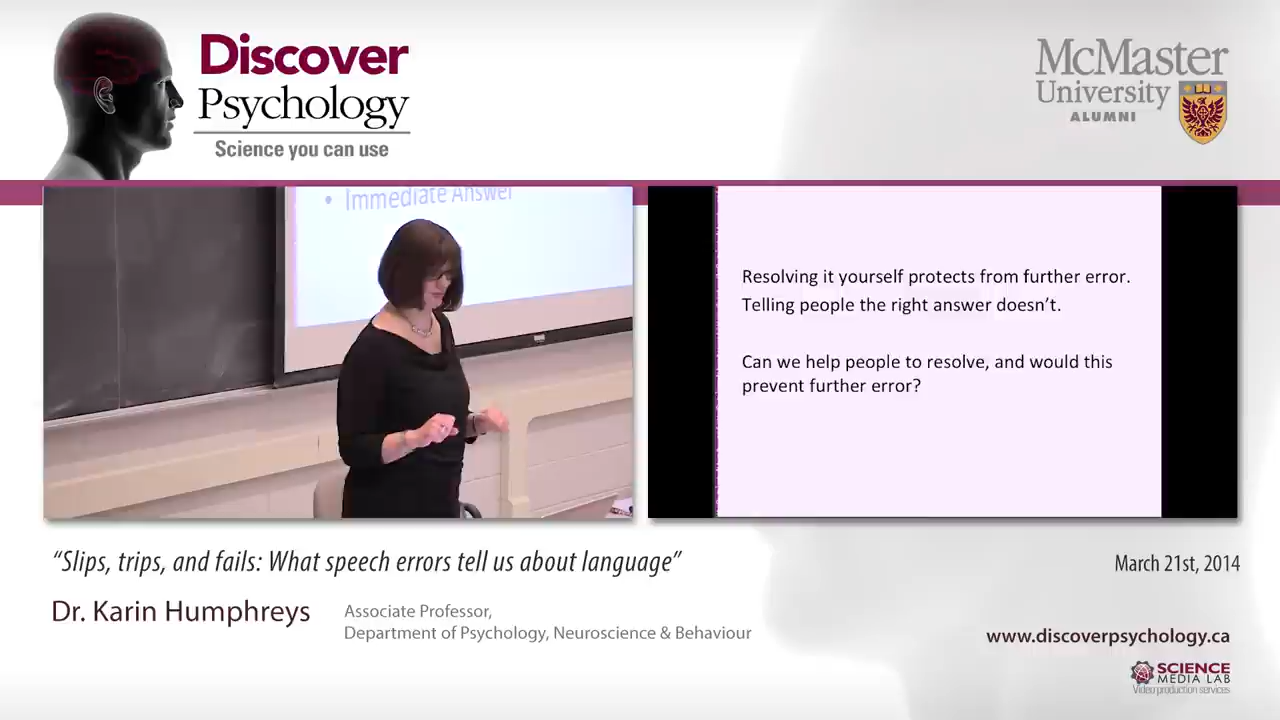 Discover
Psychology
Science you can use
McMaster
University
ALUMNI
• Immediate Answer
Resolving it yourself protects from further error.
Telling people the right answer doesn't.
Can we help people to resolve, and would this
prevent further error?
“Slips, trips, and fails: What speech errors tell us about language”
March 21st, 2014
Dr. Karin Humphreys
Associate Professor,
Department of Psychology, Neuroscience & Behaviour
www.discoverpsychology.ca
SCIENCE
MEDIA LAB
Video production services